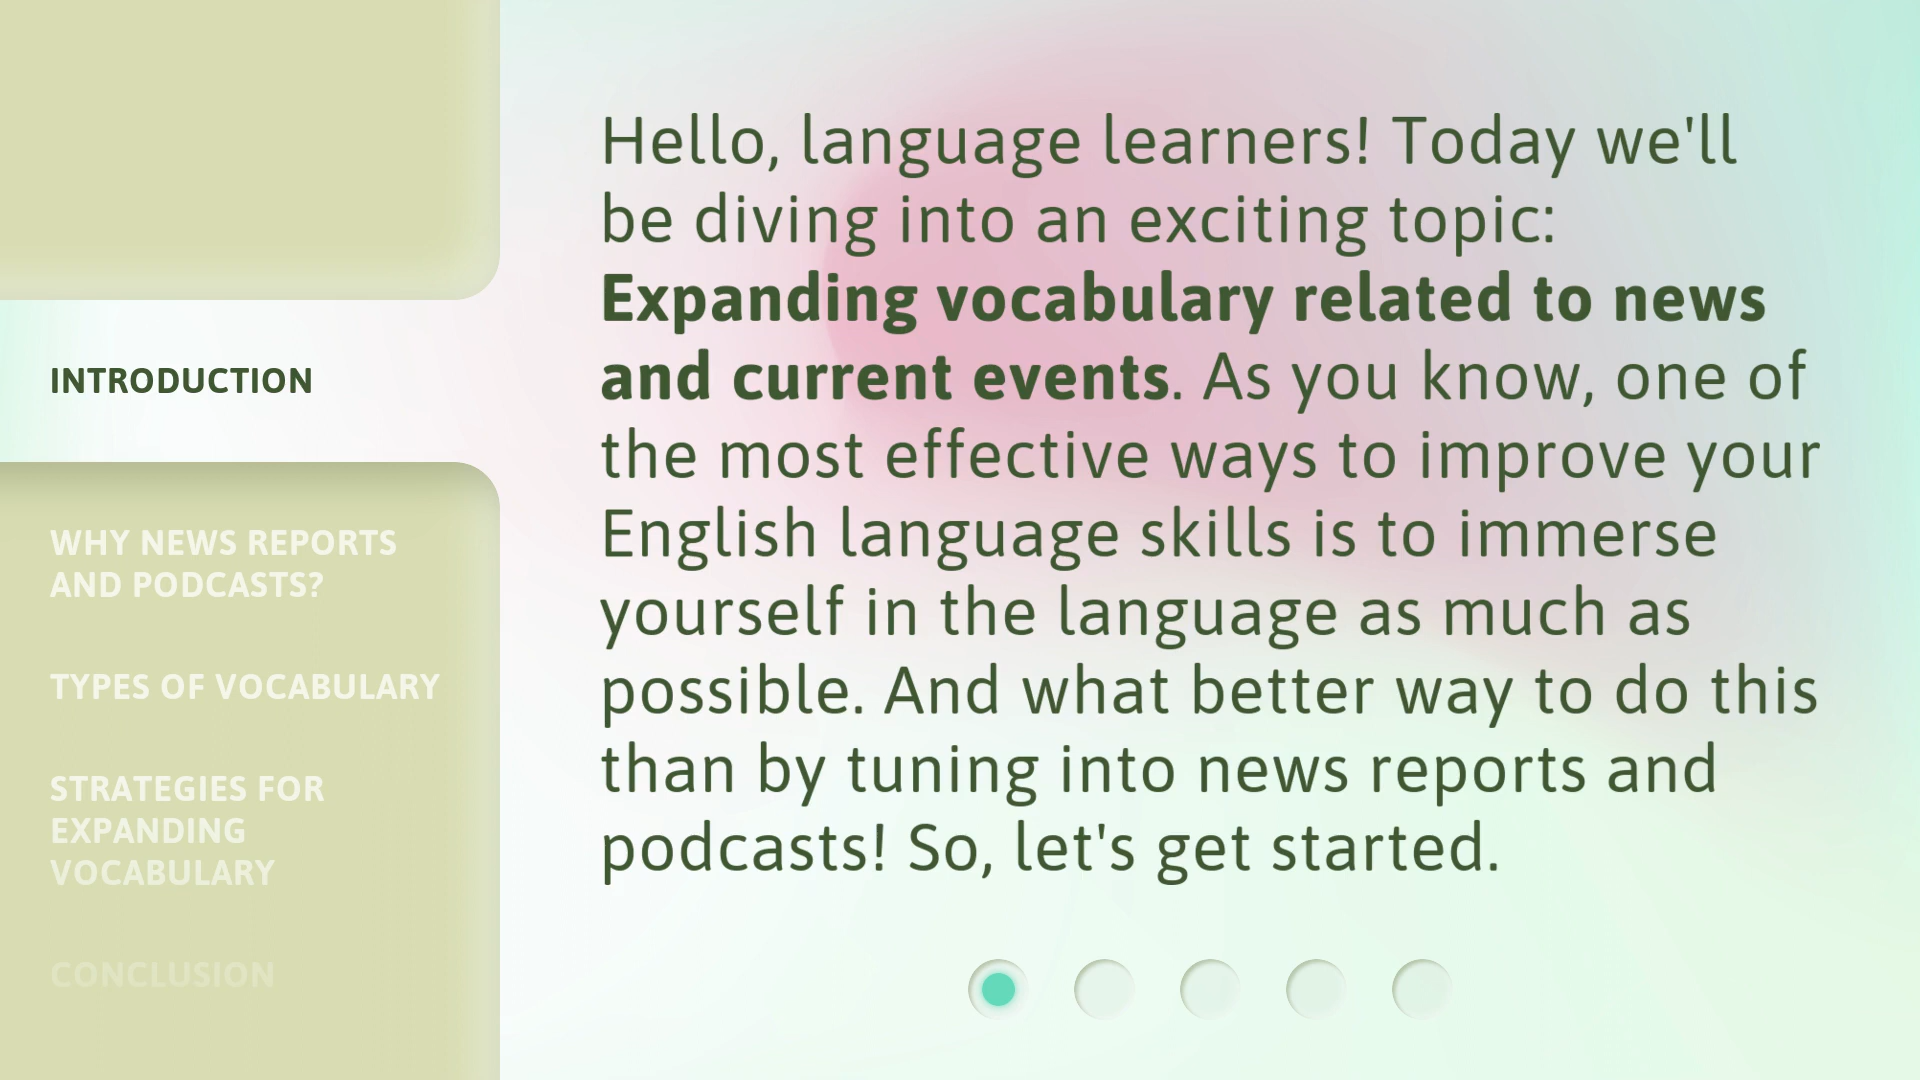 INTRODUCTION
WHY NEWS REPORTS
AND PODCASTS?
TYPES OF VOCABULARY
STRATEGIES FOR
EXPANDING
VOCABULARY
CONCLUSION
Hello, language learners! Today we'll
be diving into an exciting topic:
Expanding vocabulary related to news
and current events. As you know, one of
the most effective ways to improve your
English language skills is to immerse
yourself in the language as much as
possible. And what better way to do this
than by tuning into news reports and
podcasts! So, let's get started.